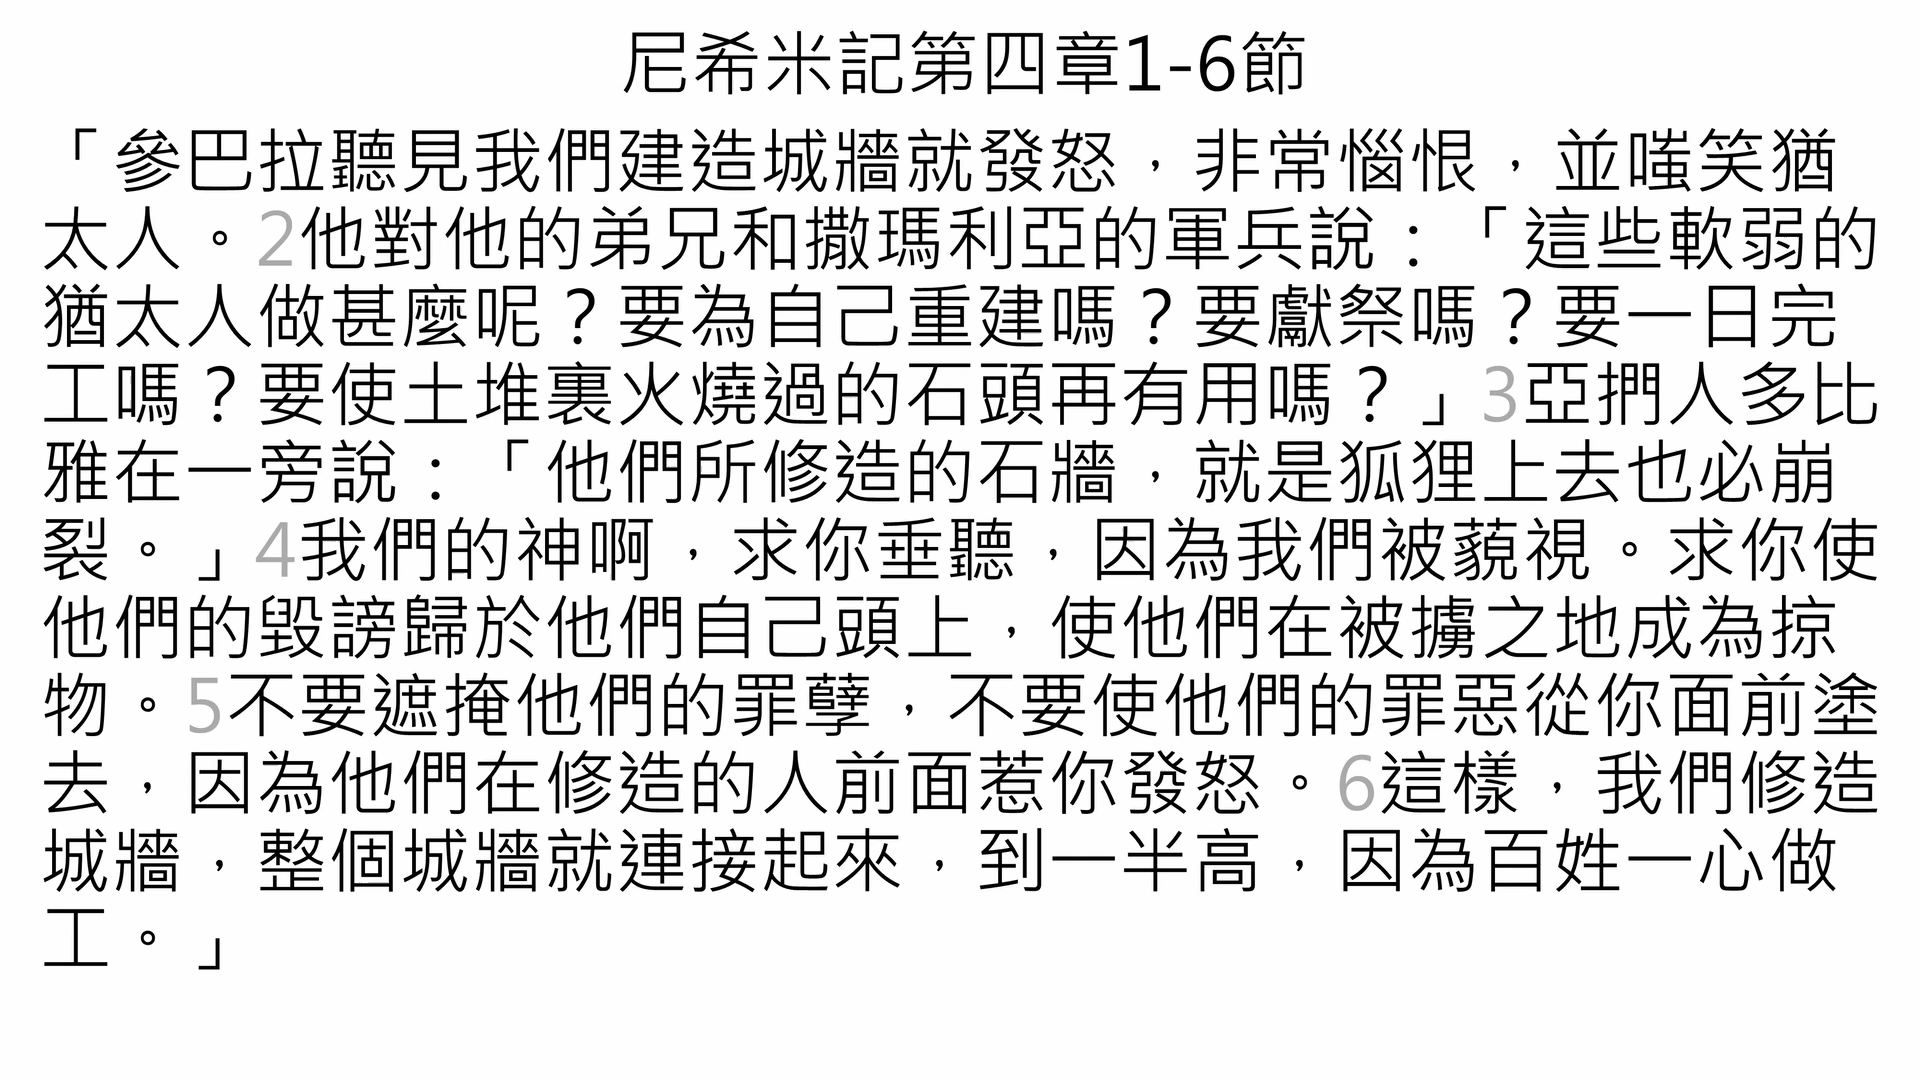 尼希米記第四章1-6節
「參巴拉聽見我們建造城牆就發怒，非常惱恨，並嗤笑猶
太人。2他對他的弟兄和撒瑪利亞的軍兵說：「這些軟弱的
猶太人做甚麼呢？要為自己重建嗎？要獻祭嗎？要一日完
工嗎？要使土堆裏火燒過的石頭再有用嗎？」3亞捫人多比
雅在一旁說：「他們所修造的石牆，就是狐狸上去也必崩
裂。」4我們的神啊，求你垂聽，因為我們被藐視。求你使
他們的毀謗歸於他們自己頭上，使他們在被擄之地成為掠
物。5不要遮掩他們的罪孽，不要使他們的罪惡從你面前塗
去，因為他們在修造的人前面惹你發怒。6這樣，我們修造
城牆，整個城牆就連接起來，到一半高，因為百姓一心做
工。」